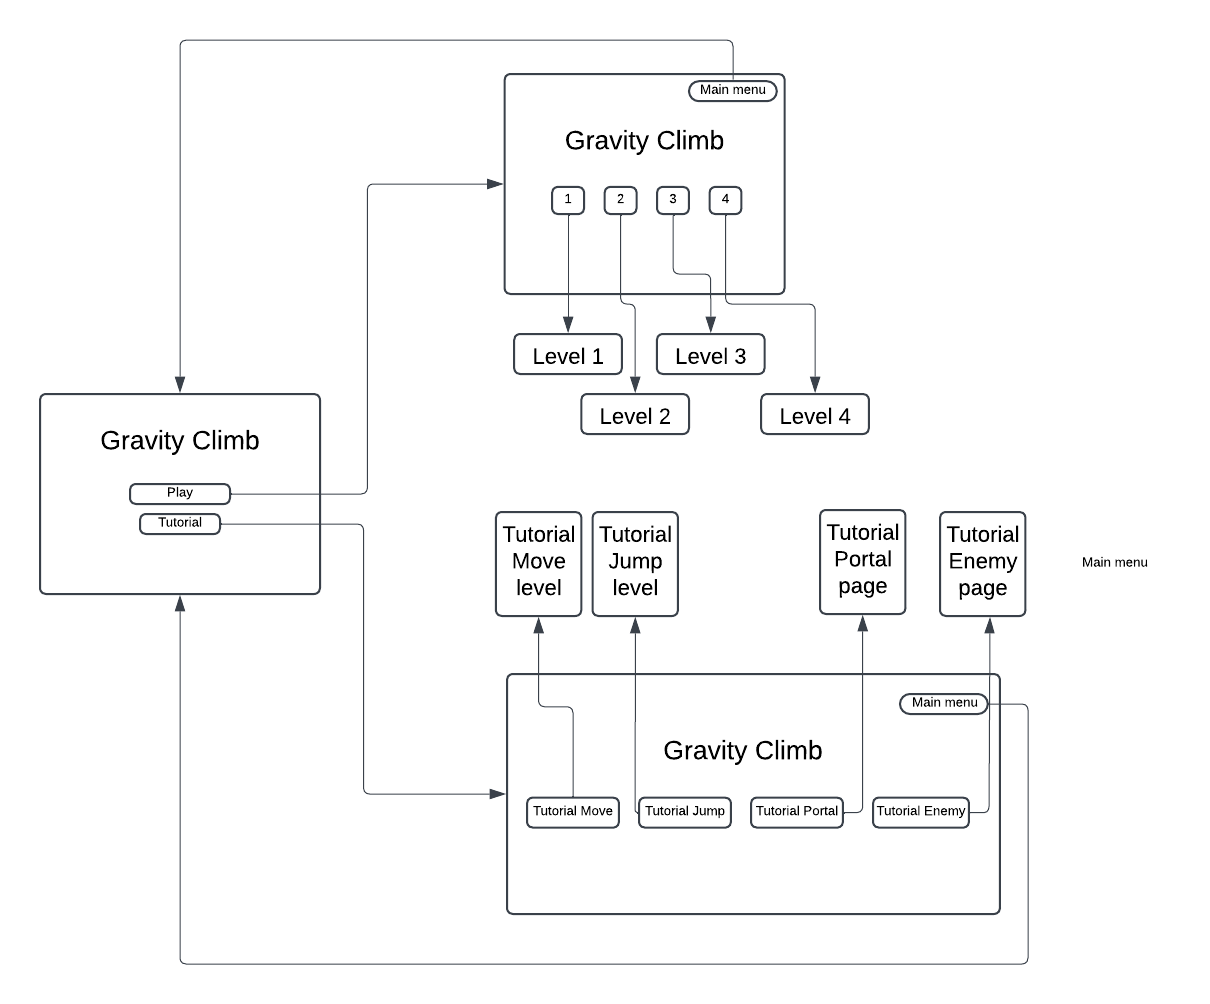 Main menu
Gravity Climb
1
2
3
4
Level 1
Level 3
Level 2
Level 4
Gravity Climb
Play
Tutorial
Tutorial
Move
level
Tutorial
Jump
level
Tutorial
Portal
page
Tutorial
Enemy
page
Main menu
Main menu
Gravity Climb
Tutorial Move
Tutorial Jump
Tutorial Portal
Tutorial Enemy